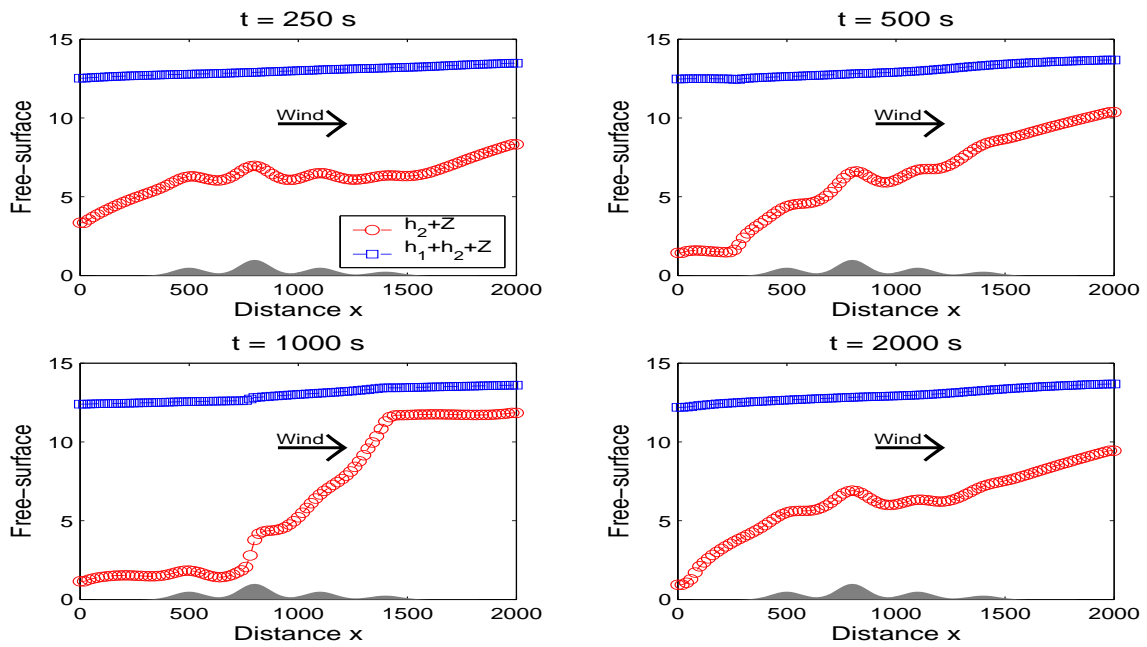 t = 250 s
15
10
5
0
Free−surface
Wind
h2+Z
h1+h2+Z
0 500 1000 1500 2000
Distance x
t = 500 s
15
10
5
0
Free−surface
Wind
0 500 1000 1500 2000
Distance x
t = 1000 s
15
10
5
0
Free−surface
Wind
0 500 1000 1500 2000
Distance x
t = 2000 s
15
10
5
0
Free−surface
Wind
0 500 1000 1500 2000
Distance x